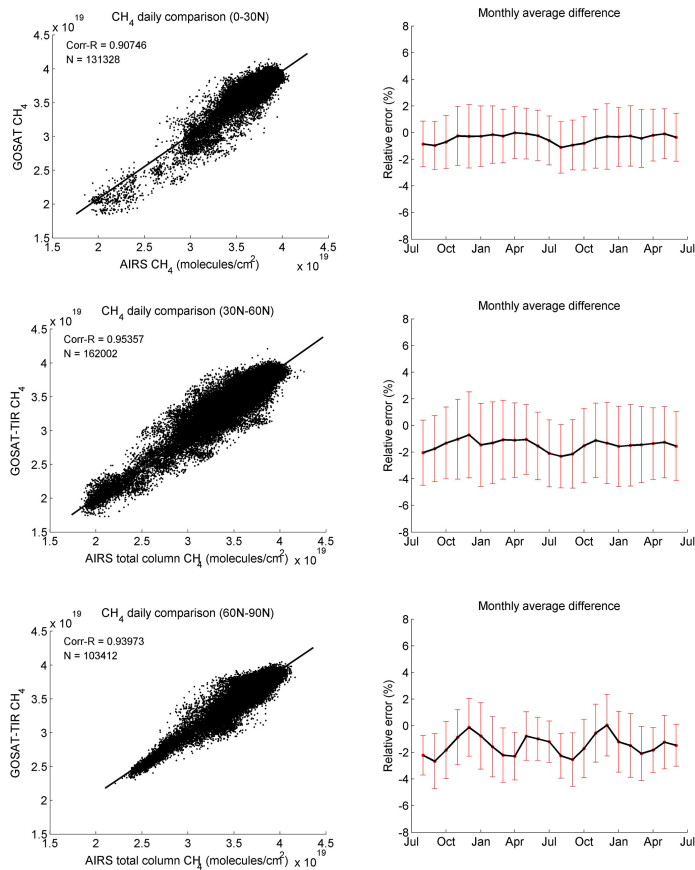 CH4 daily comparison (0-30N)
x 10^19
Corr-R = 0.90746
N = 131328
4.5
4
3.5
3
2.5
2
1.5
GOSAT CH4
2 2.5 3 3.5 4 4.5
AIRS CH4 (molecules/cm2) x 10^19
Monthly average difference
8
6
4
2
0
-2
-4
-6
-8
Relative error (%)
Jul Oct Jan Apr Jul Oct Jan Apr Jul
CH4 daily comparison (30N-60N)
x 10^19
Corr-R = 0.95357
N = 162002
4.5
4
3.5
3
2.5
2
1.5
GOSAT-TIR CH4
1.5 2 2.5 3 3.5 4 4.5
AIRS total column CH4 (molecules/cm2) x 10^19
Monthly average difference
8
6
4
2
0
-2
-4
-6
-8
Relative error (%)
Jul Oct Jan Apr Jul Oct Jan Apr Jul
CH4 daily comparison (60N-90N)
x 10^19
Corr-R = 0.93973
N = 103412
4.5
4
3.5
3
2.5
2
1.5
GOSAT-TIR CH4
1.5 2 2.5 3 3.5 4 4.5
AIRS total column CH4 (molecules/cm2) x 10^19
Monthly average difference
8
6
4
2
0
-2
-4
-6
-8
Relative error (%)
Jul Oct Jan Apr Jul Oct Jan Apr Jul